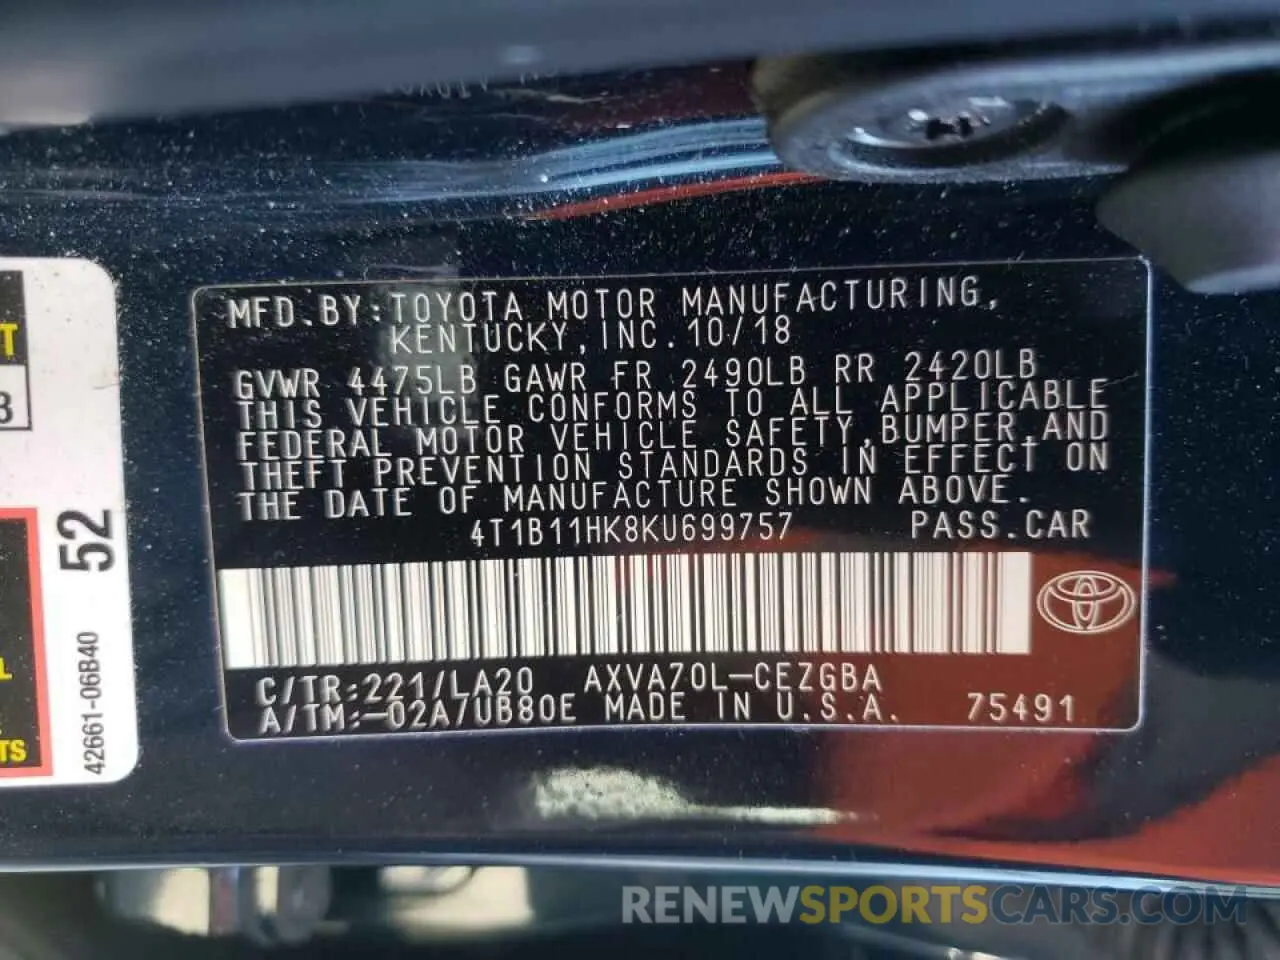 MFD.BY:TOYOTA MOTOR MANUFACTURING,
KENTUCKY,INC.10/18
GVWR 4475LB GAWR FR 2490LB RR 2420LB
THIS VEHICLE CONFORMS TO ALL APPLICABLE
FEDERAL MOTOR VEHICLE SAFETY,BUMPER,AND
THEFT PREVENTION STANDARDS IN EFFECT ON
THE DATE OF MANUFACTURE SHOWN ABOVE.
4T1B11HK8KU699757 PASS.CAR
C/TR:221/LA20 AXVA70L-CEZGBA
A/TM:-02A/UB80E MADE IN U.S.A. 75491
52
42661-06B40
RENEWSPORTSCARS.COM